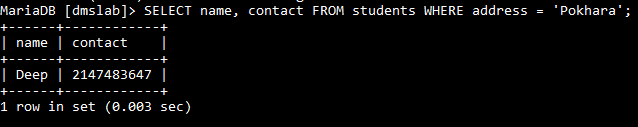 MariaDB [dmslab]> SELECT name, contact FROM students WHERE address = 'Pokhara';
+------+------------+
| name | contact    |
+------+------------+
| Deep | 2147483647 |
+------+------------+
1 row in set (0.003 sec)